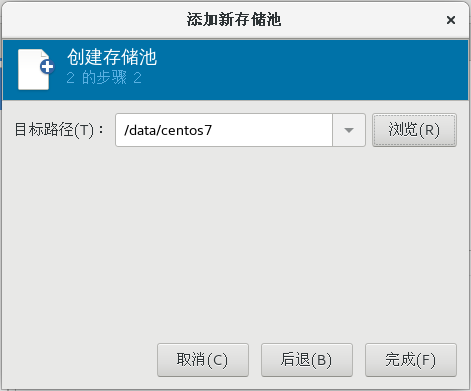 添加新存储池
创建存储池
2 的步骤 2
目标路径(T)： /data/centos7 浏览(R)
取消(C) 后退(B) 完成(F)